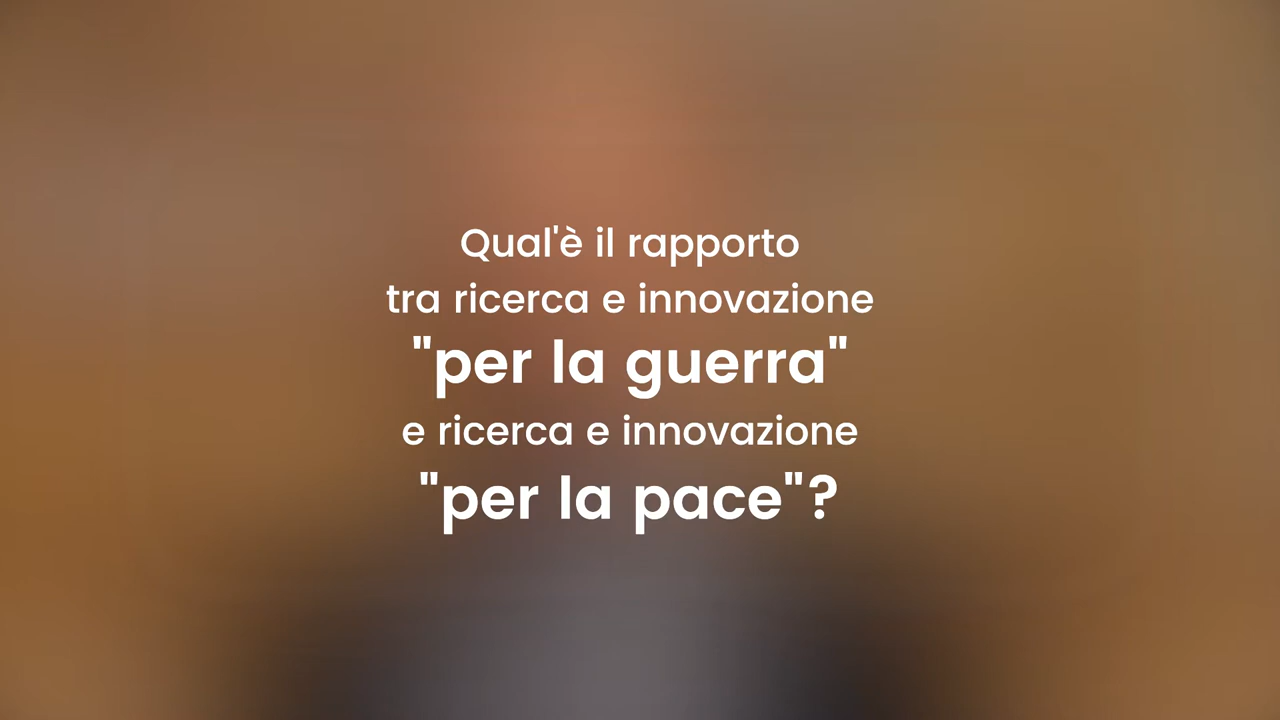 Qual'è il rapporto
tra ricerca e innovazione
"per la guerra"
e ricerca e innovazione
"per la pace"?